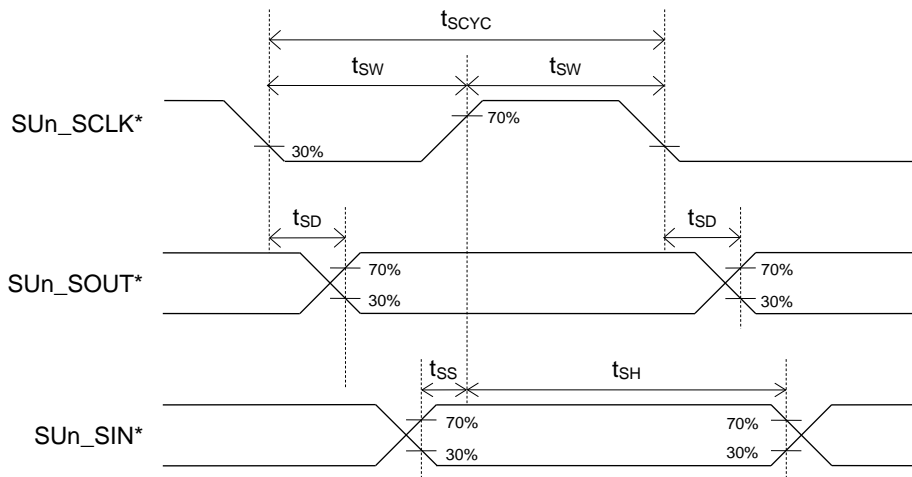 tSCYC
tSW tSW
SUn_SCLK*
70%
30%
tSD tSD
SUn_SOUT*
70% 70%
30% 30%
tSS tSH
SUn_SIN*
70% 70%
30% 30%